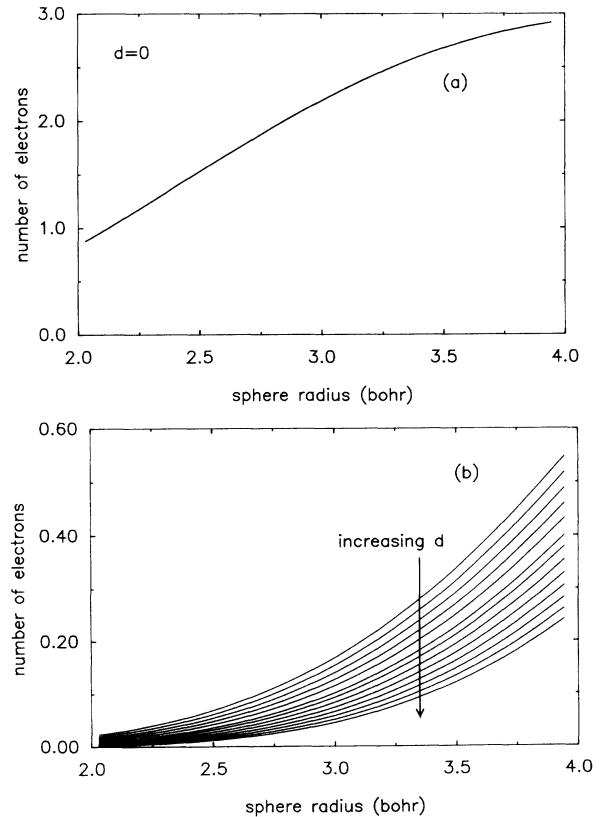 3.0
d=0
(a)
2.0
1.0
0.0
number of electrons
2.0 2.5 3.0 3.5 4.0
sphere radius (bohr)
0.60
(b)
0.40
increasing d
0.20
0.00
number of electrons
2.0 2.5 3.0 3.5 4.0
sphere radius (bohr)